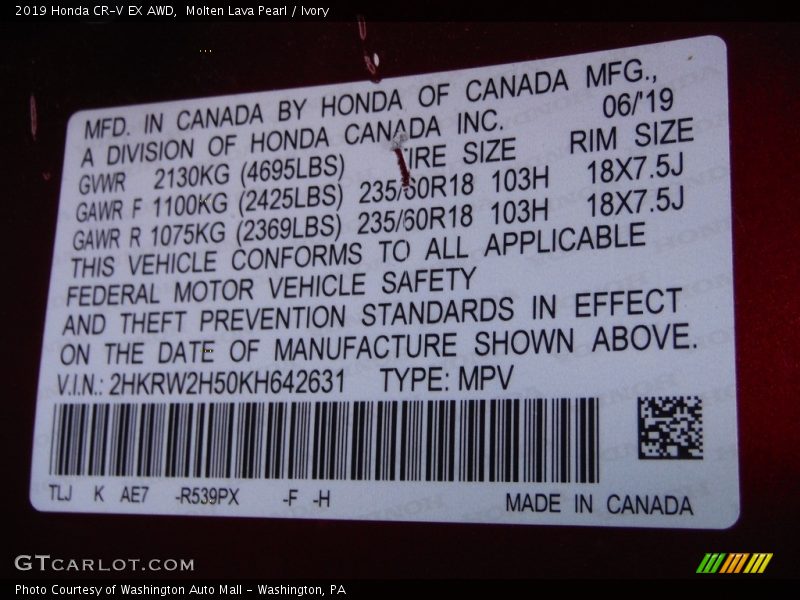 2019 Honda CR-V EX AWD, Molten Lava Pearl / Ivory
MFD. IN CANADA BY HONDA OF CANADA MFG.,
A DIVISION OF HONDA CANADA INC. 06/'19
GVWR 2130KG (4695LBS) TIRE SIZE RIM SIZE
GAWR F 1100KG (2425LBS) 235/60R18 103H 18X7.5J
GAWR R 1075KG (2369LBS) 235/60R18 103H 18X7.5J
THIS VEHICLE CONFORMS TO ALL APPLICABLE
FEDERAL MOTOR VEHICLE SAFETY
AND THEFT PREVENTION STANDARDS IN EFFECT
ON THE DATE OF MANUFACTURE SHOWN ABOVE.
V.I.N.: 2HKRW2H50KH642631 TYPE: MPV
TLJ K AE7 -R539PX -F -H MADE IN CANADA
GTCARLOT.COM
Photo Courtesy of Washington Auto Mall - Washington, PA